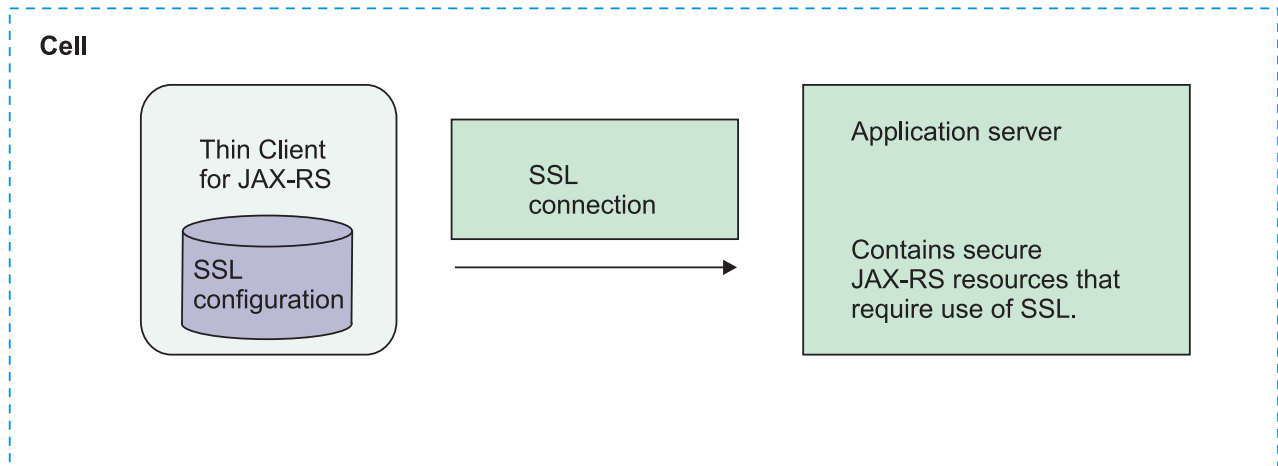 Cell
Thin Client
for JAX-RS
SSL
configuration
SSL
connection
Application server
Contains secure
JAX-RS resources that
require use of SSL.